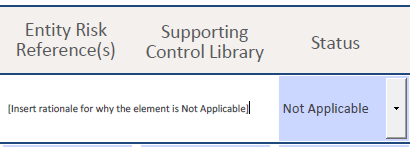 Entity Risk Reference(s)
Supporting Control Library
Status
[Insert rationale for why the element is Not Applicable]
Not Applicable